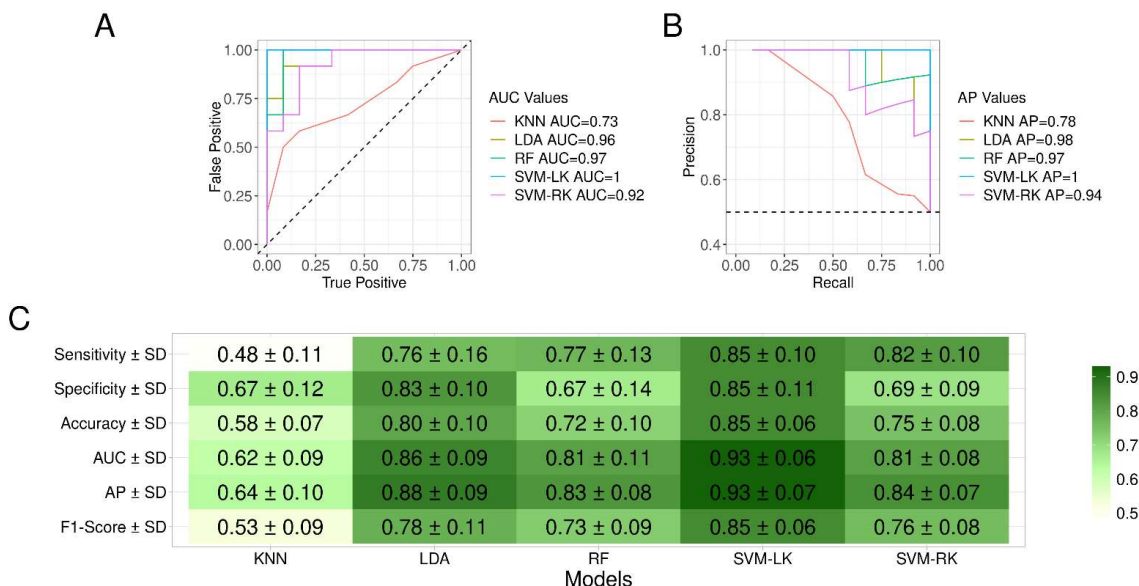 A
False Positive
1.00
0.75
0.50
0.25
0.00
0.00 0.25 0.50 0.75 1.00
True Positive
AUC Values
KNN AUC=0.73
LDA AUC=0.96
RF AUC=0.97
SVM-LK AUC=1
SVM-RK AUC=0.92
B
Precision
1.0
0.8
0.6
0.4
0.00 0.25 0.50 0.75 1.00
Recall
AP Values
KNN AP=0.78
LDA AP=0.98
RF AP=0.97
SVM-LK AP=1
SVM-RK AP=0.94
C
Sensitivity ± SD 0.48 ± 0.11 0.76 ± 0.16 0.77 ± 0.13 0.85 ± 0.10 0.82 ± 0.10
Specificity ± SD 0.67 ± 0.12 0.83 ± 0.10 0.67 ± 0.14 0.85 ± 0.11 0.69 ± 0.09
Accuracy ± SD 0.58 ± 0.07 0.80 ± 0.10 0.72 ± 0.10 0.85 ± 0.06 0.75 ± 0.08
AUC ± SD 0.62 ± 0.09 0.86 ± 0.09 0.81 ± 0.11 0.93 ± 0.06 0.81 ± 0.08
AP ± SD 0.64 ± 0.10 0.88 ± 0.09 0.83 ± 0.08 0.93 ± 0.07 0.84 ± 0.07
F1-Score ± SD 0.53 ± 0.09 0.78 ± 0.11 0.73 ± 0.09 0.85 ± 0.06 0.76 ± 0.08
KNN LDA RF SVM-LK SVM-RK
Models
0.9
0.8
0.7
0.6
0.5